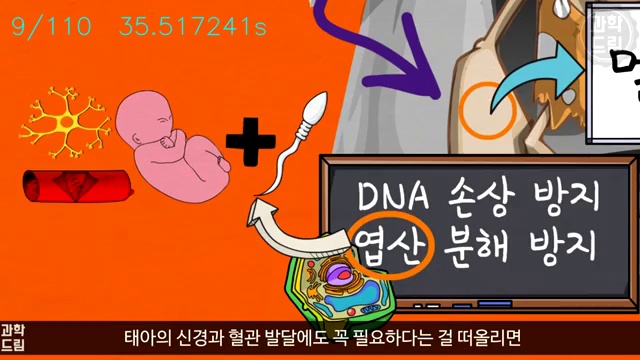 9/110 35.517241s
과학
드림
DNA 손상 방지
엽산 분해 방지
과학
드림
태아의 신경과 혈관 발달에도 꼭 필요하다는 걸 떠올리면